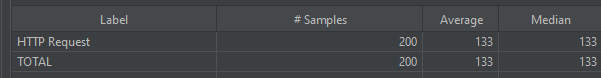 Label # Samples Average Median
HTTP Request 200 133 133
TOTAL 200 133 133